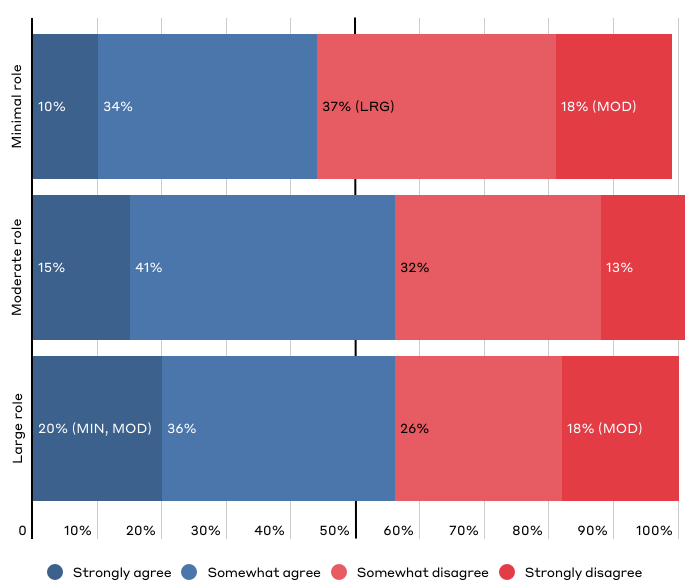 Minimal role
10%
34%
37% (LRG)
18% (MOD)
Moderate role
15%
41%
32%
13%
Large role
20% (MIN, MOD)
36%
26%
18% (MOD)
0
10%
20%
30%
40%
50%
60%
70%
80%
90%
100%
Strongly agree
Somewhat agree
Somewhat disagree
Strongly disagree